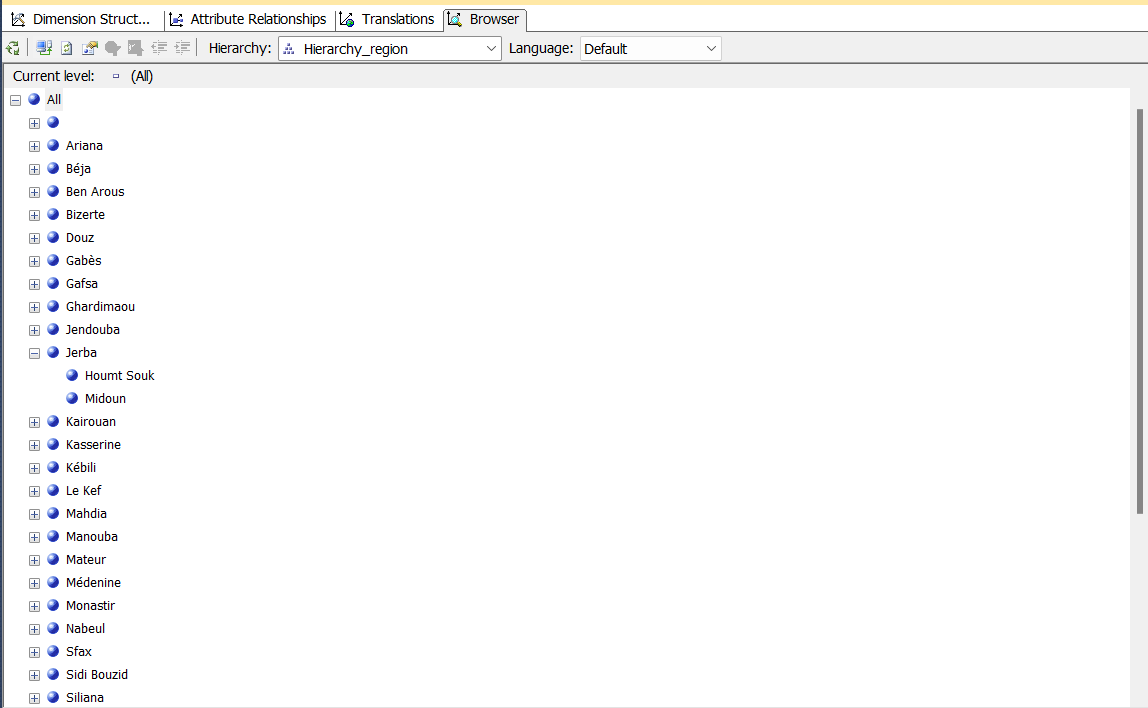 Dimension Struct... Attribute Relationships Translations Browser
Hierarchy: Hierarchy_region Language: Default
Current level: (All)
All
Ariana
Béja
Ben Arous
Bizerte
Douz
Gabès
Gafsa
Ghardimaou
Jendouba
Jerba
Houmt Souk
Midoun
Kairouan
Kasserine
Kébili
Le Kef
Mahdia
Manouba
Mateur
Médenine
Monastir
Nabeul
Sfax
Sidi Bouzid
Siliana